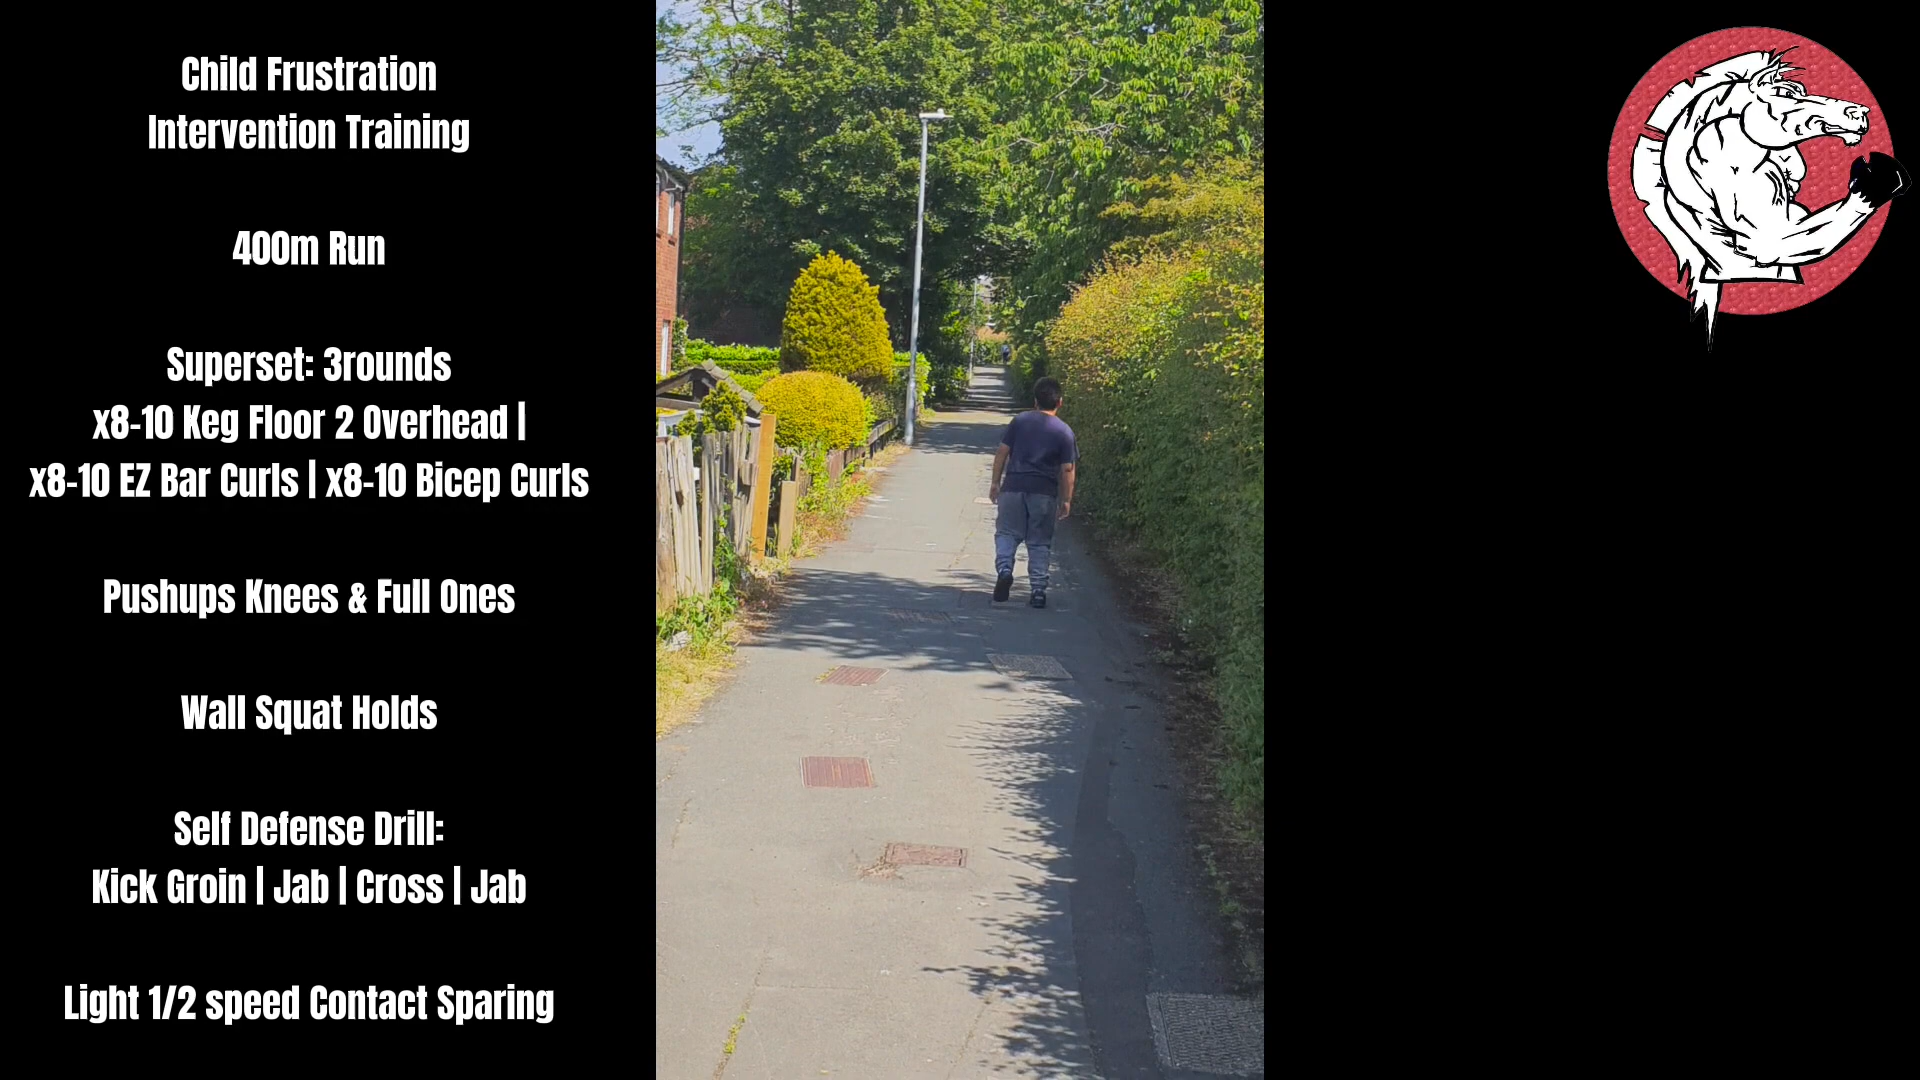 Child Frustration
Intervention Training
400m Run
Superset: 3rounds
x8-10 Keg Floor 2 Overhead |
x8-10 EZ Bar Curls | x8-10 Bicep Curls
Pushups Knees & Full Ones
Wall Squat Holds
Self Defense Drill:
Kick Groin | Jab | Cross | Jab
Light 1/2 speed Contact Sparing